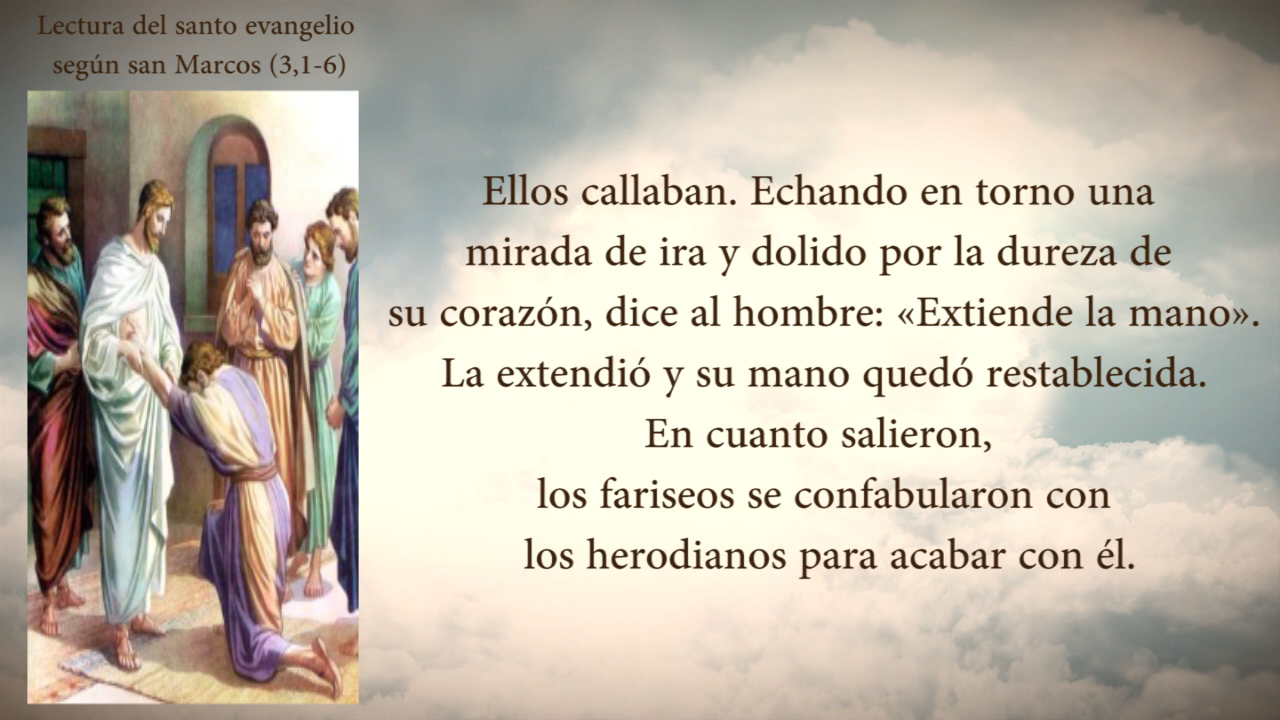 Lectura del santo evangelio
según san Marcos (3,1-6)
Ellos callaban. Echando en torno una
mirada de ira y dolido por la dureza de
su corazón, dice al hombre: «Extiende la mano».
La extendió y su mano quedó restablecida.
En cuanto salieron,
los fariseos se confabularon con
los herodianos para acabar con él.